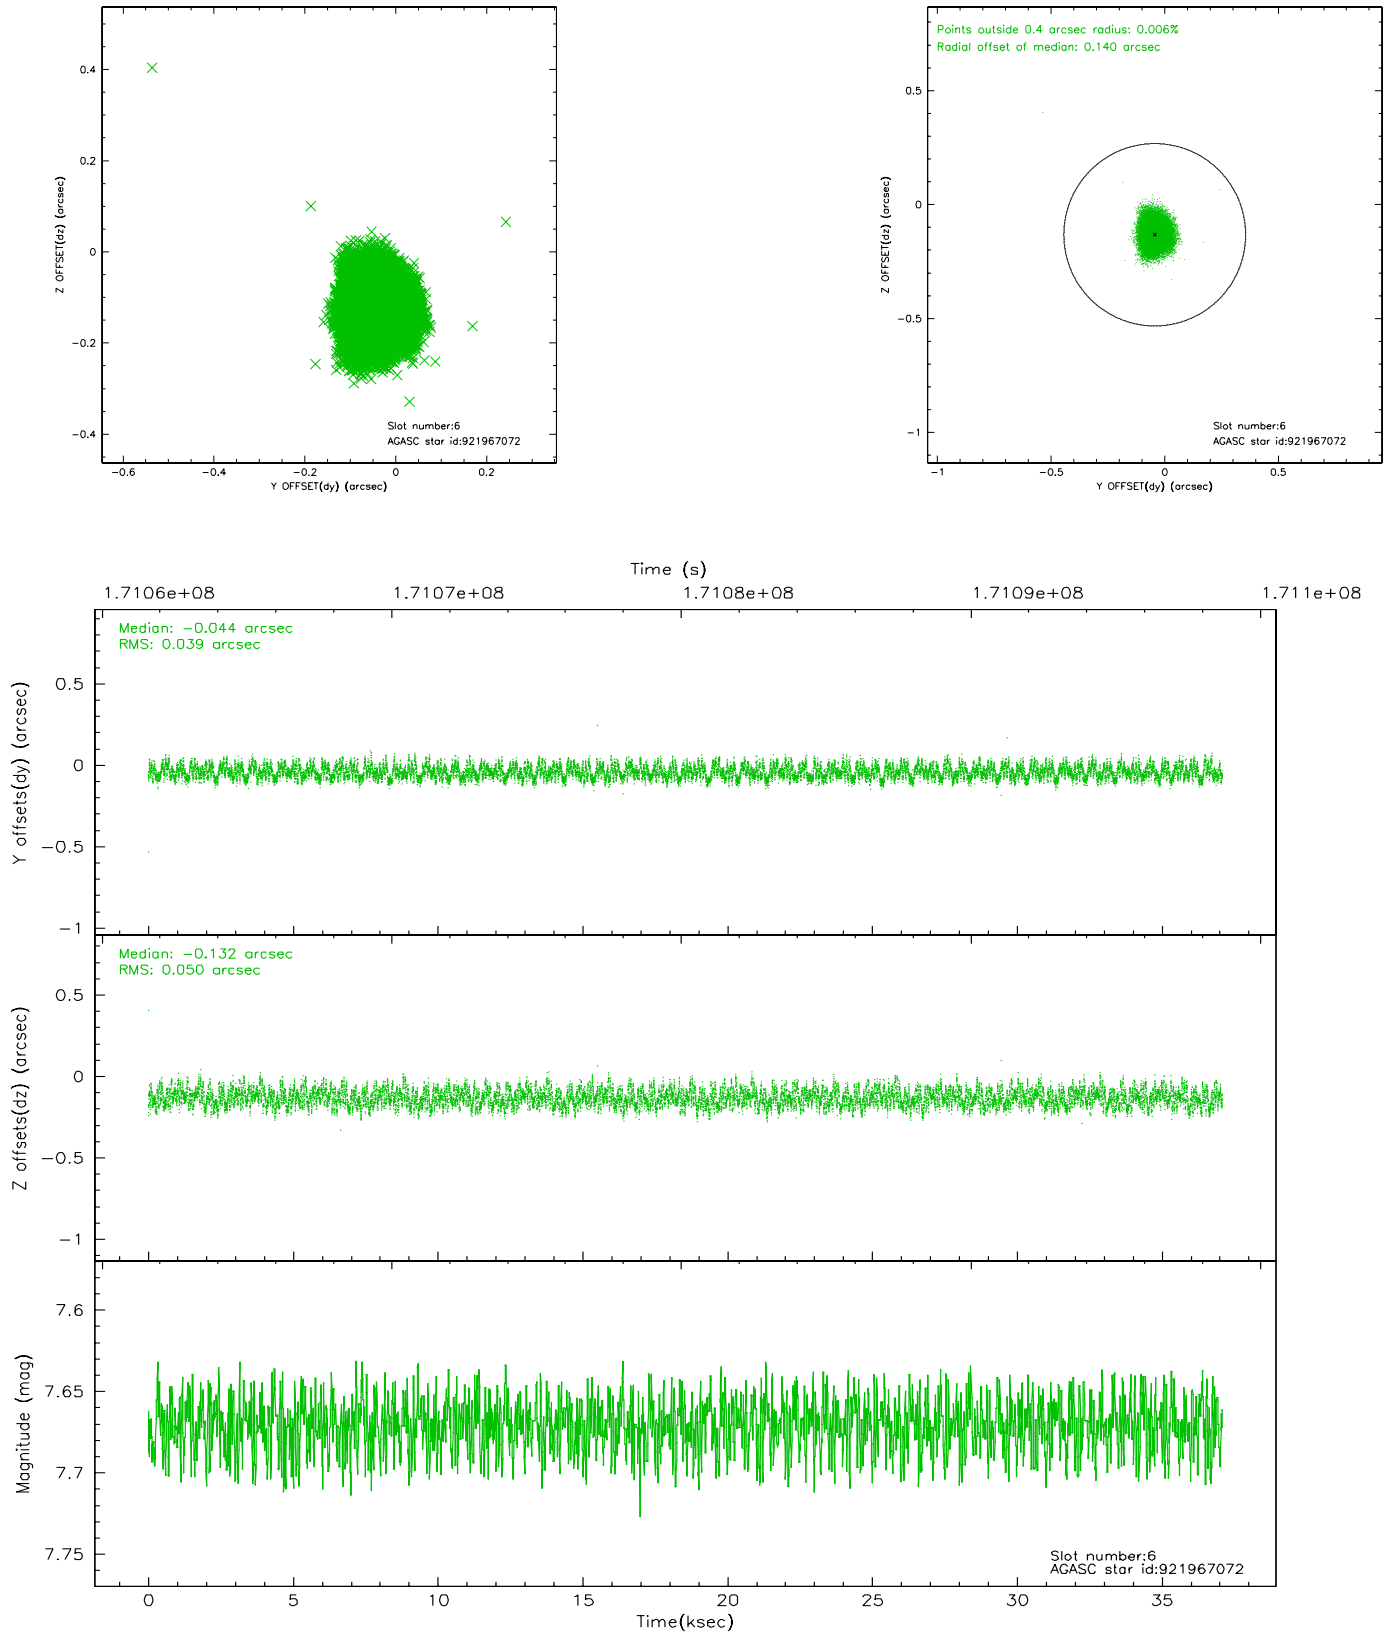 0.4
0.2
0
−0.2
−0.4
Z OFFSET(dz) (arcsec)
Slot number:6
AGASC star id:921967072
−0.6 −0.4 −0.2 0 0.2
Y OFFSET(dy) (arcsec)
Points outside 0.4 arcsec radius: 0.006%
Radial offset of median: 0.140 arcsec
0.5
0
−0.5
−1
Z OFFSET(dz) (arcsec)
Slot number:6
AGASC star id:921967072
−1 −0.5 0 0.5
Y OFFSET(dy) (arcsec)
Time (s)
1.7106e+08 1.7107e+08 1.7108e+08 1.7109e+08 1.711e+08
Median: −0.044 arcsec
RMS: 0.039 arcsec
0.5
0
−0.5
−1
Y offsets(dy) (arcsec)
Median: −0.132 arcsec
RMS: 0.050 arcsec
0.5
0
−0.5
−1
Z offsets(dz) (arcsec)
7.6
7.65
7.7
7.75
Magnitude (mag)
Slot number:6
AGASC star id:921967072
0 5 10 15 20 25 30 35
Time(ksec)